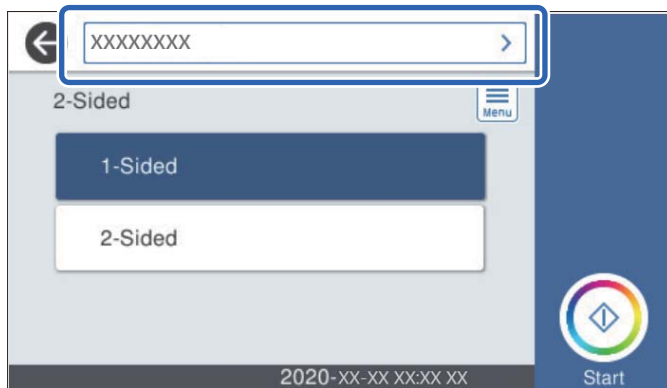 XXXXXXXX
2-Sided
Menu
1-Sided
2-Sided
2020-XX-XX XX:XX XX
Start